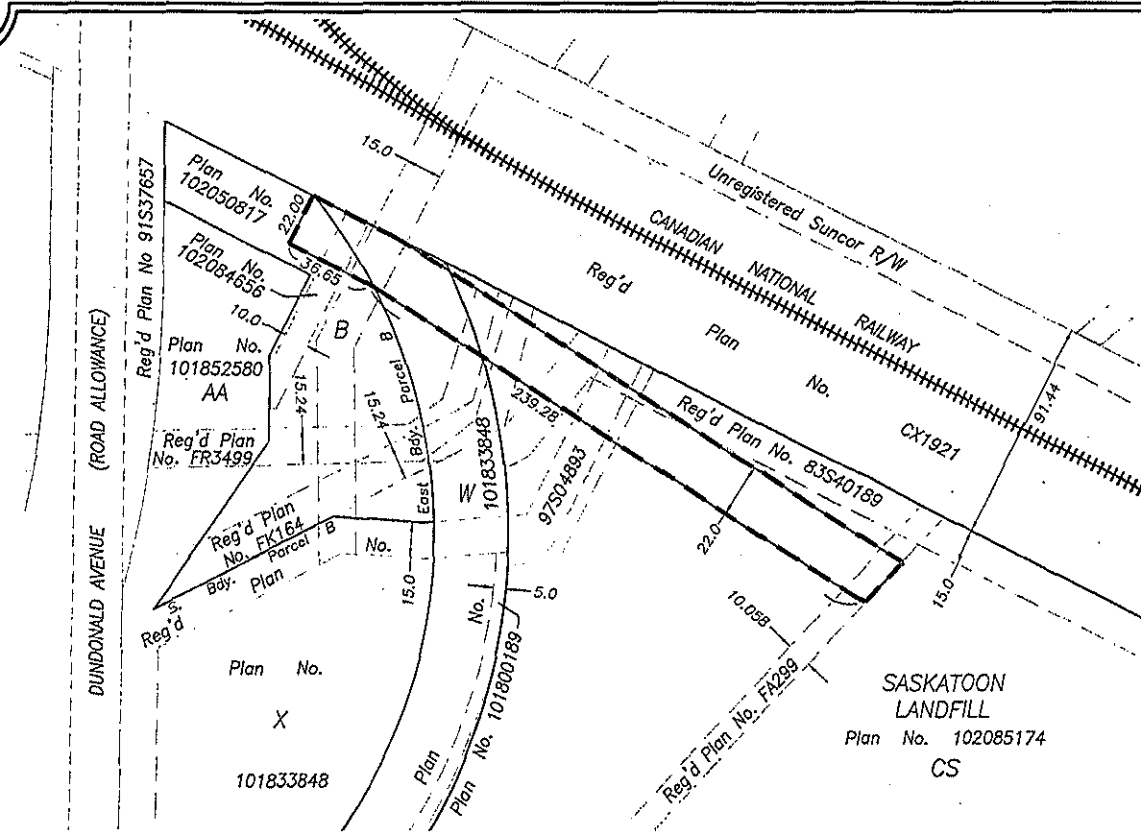 Plan No.
102050817
Plan No.
102084656
Reg'd Plan No 91S37657
DUNDONALD AVENUE (ROAD ALLOWANCE)
Plan No.
101852580
AA
10.0
22.00
36.65
15.0
B
15.24
15.24
Reg'd Plan
No. FR3499
Reg'd Plan
No. FK164
S. Bdy. Parcel B
Reg'd Plan No.
East Bdy. Parcel B
W
101833848
97S04893
239.28
Unregistered Suncor R/W
CANADIAN NATIONAL RAILWAY
Reg'd Plan No. CX1921
Reg'd Plan No. 83S40189
91.44
15.0
22.0
10.058
15.0
5.0
Plan No.
Plan No. 101800189
Plan No.
X
101833848
Reg'd Plan No. FA299
SASKATOON
LANDFILL
Plan No. 102085174
CS